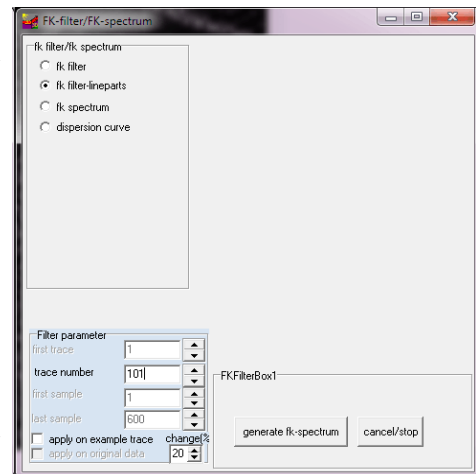 FK-filter/FK-spectrum
fk filter/fk spectrum
fk filter
fk filter-lineparts
fk spectrum
dispersion curve
Filter parameter
first trace 1
trace number 101
first sample 1
last sample 600
apply on example trace change(%
apply on original data 20
FKFilterBox1
generate fk-spectrum cancel/stop